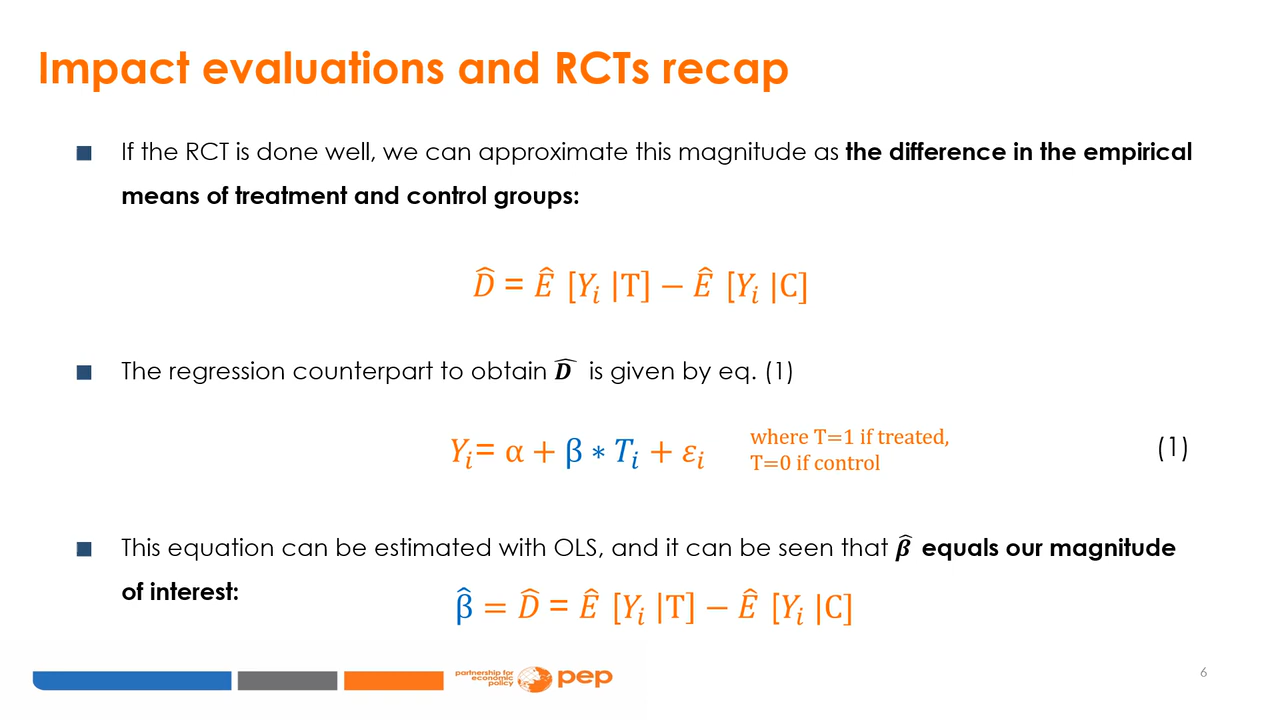 Impact evaluations and RCTs recap
■ If the RCT is done well, we can approximate this magnitude as the difference in the empirical
means of treatment and control groups:
D̂ = Ê [Yᵢ |T] − Ê [Yᵢ |C]
■ The regression counterpart to obtain D̂ is given by eq. (1)
Yᵢ= α + β ∗ Tᵢ + εᵢ
where T=1 if treated,
T=0 if control
(1)
■ This equation can be estimated with OLS, and it can be seen that β̂ equals our magnitude
of interest:
β̂ = D̂ = Ê [Yᵢ |T] − Ê [Yᵢ |C]
partnership for
economic
policy
pep
6